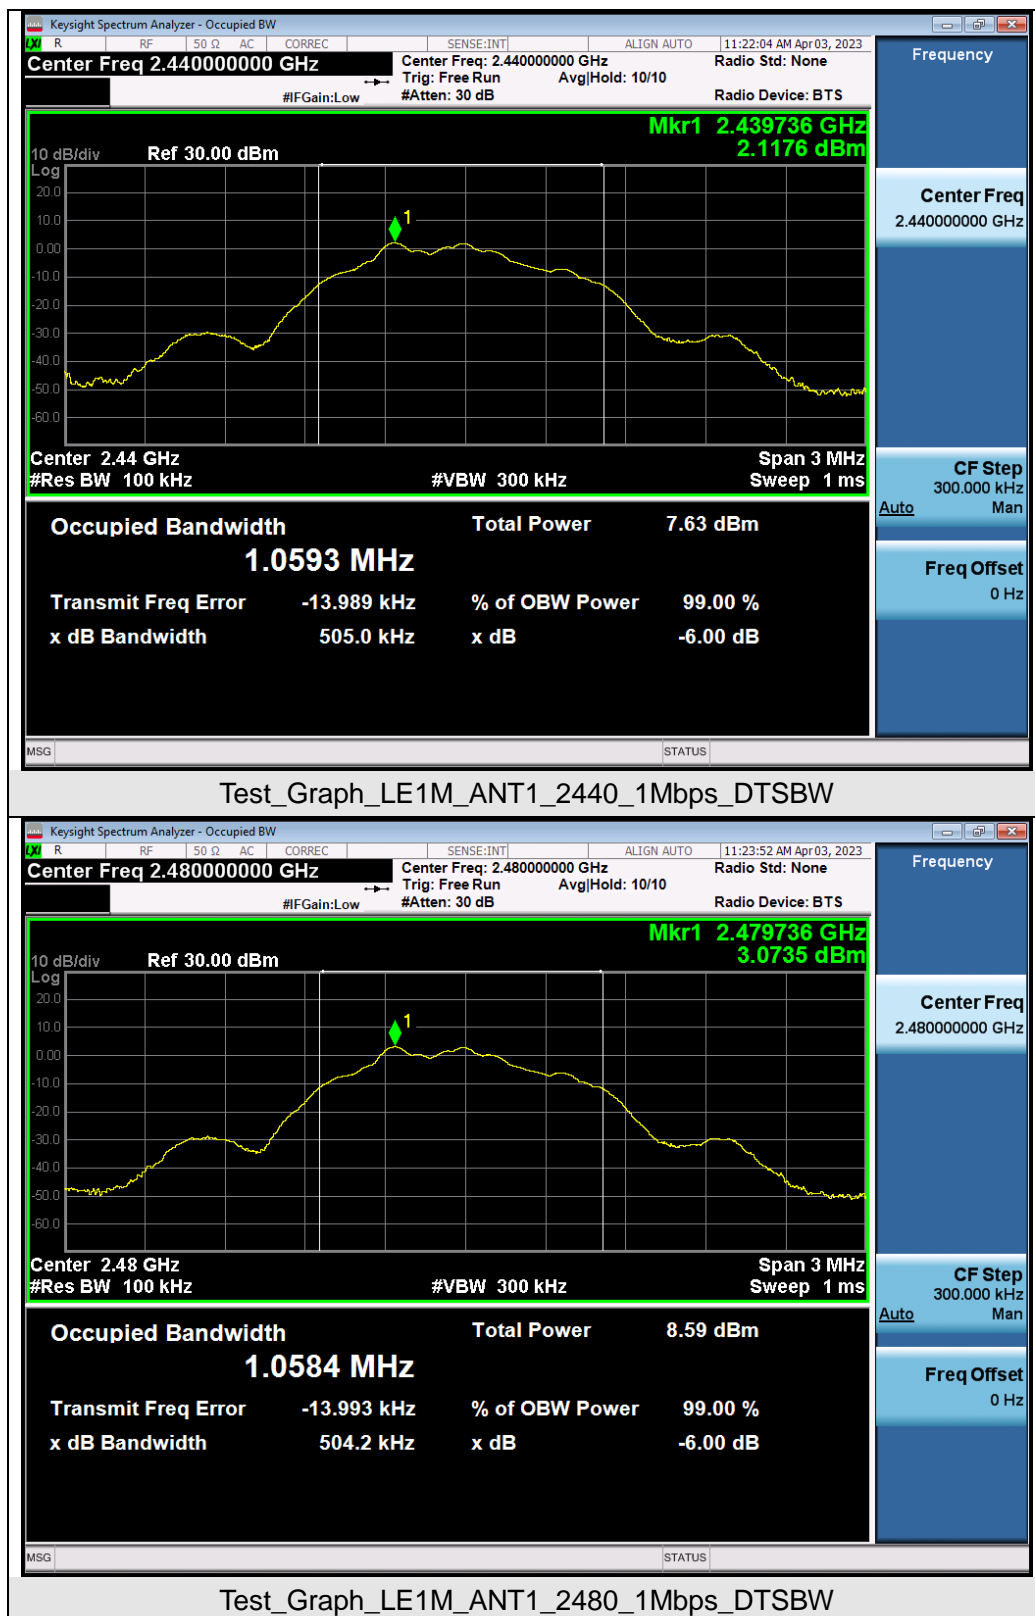 Keysight Spectrum Analyzer - Occupied BW
LXI R RF 50 Ω AC CORREC SENSE:INT ALIGN AUTO 11:22:04 AM Apr 03, 2023
Center Freq 2.440000000 GHz
Center Freq: 2.440000000 GHz
Radio Std: None
Trig: Free Run Avg|Hold: 10/10
#IFGain:Low #Atten: 30 dB
Radio Device: BTS
Frequency
Mkr1 2.439736 GHz
2.1176 dBm
10 dB/div Ref 30.00 dBm
Log
20.0
10.0
0.00
-10.0
-20.0
-30.0
-40.0
-50.0
-60.0
1
Center 2.44 GHz Span 3 MHz
#Res BW 100 kHz #VBW 300 kHz Sweep 1 ms
Center Freq
2.440000000 GHz
CF Step
300.000 kHz
Auto Man
Freq Offset
0 Hz
Occupied Bandwidth Total Power 7.63 dBm
1.0593 MHz
Transmit Freq Error -13.989 kHz % of OBW Power 99.00 %
x dB Bandwidth 505.0 kHz x dB -6.00 dB
MSG STATUS
Test_Graph_LE1M_ANT1_2440_1Mbps_DTSBW
Keysight Spectrum Analyzer - Occupied BW
LXI R RF 50 Ω AC CORREC SENSE:INT ALIGN AUTO 11:23:52 AM Apr 03, 2023
Center Freq 2.480000000 GHz
Center Freq: 2.480000000 GHz
Radio Std: None
Trig: Free Run Avg|Hold: 10/10
#IFGain:Low #Atten: 30 dB
Radio Device: BTS
Frequency
Mkr1 2.479736 GHz
3.0735 dBm
10 dB/div Ref 30.00 dBm
Log
20.0
10.0
0.00
-10.0
-20.0
-30.0
-40.0
-50.0
-60.0
1
Center 2.48 GHz Span 3 MHz
#Res BW 100 kHz #VBW 300 kHz Sweep 1 ms
Center Freq
2.480000000 GHz
CF Step
300.000 kHz
Auto Man
Freq Offset
0 Hz
Occupied Bandwidth Total Power 8.59 dBm
1.0584 MHz
Transmit Freq Error -13.993 kHz % of OBW Power 99.00 %
x dB Bandwidth 504.2 kHz x dB -6.00 dB
MSG STATUS
Test_Graph_LE1M_ANT1_2480_1Mbps_DTSBW